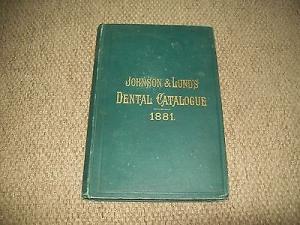 JOHNSON & LUND'S
DENTAL CATALOGUE
1881.